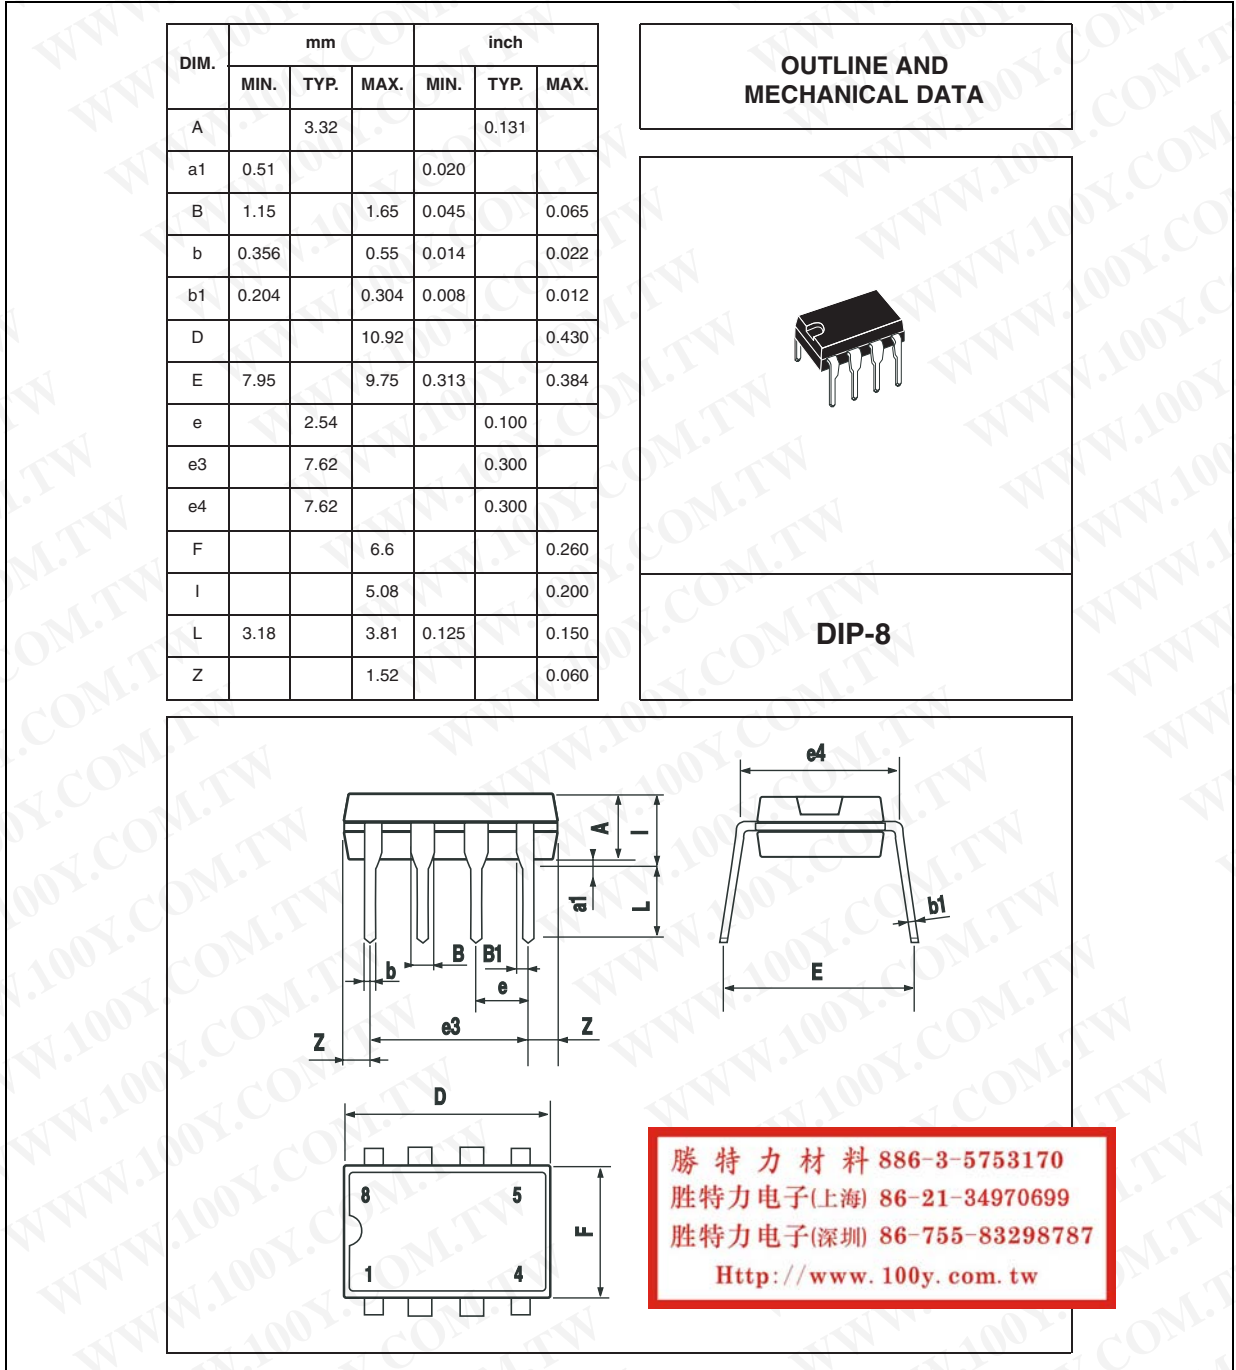 DIM. mm inch
MIN. TYP. MAX. MIN. TYP. MAX.
A 3.32 0.131
a1 0.51 0.020
B 1.15 1.65 0.045 0.065
b 0.356 0.55 0.014 0.022
b1 0.204 0.304 0.008 0.012
D 10.92 0.430
E 7.95 9.75 0.313 0.384
e 2.54 0.100
e3 7.62 0.300
e4 7.62 0.300
F 6.6 0.260
I 5.08 0.200
L 3.18 3.81 0.125 0.150
Z 1.52 0.060
OUTLINE AND
MECHANICAL DATA
DIP-8
e4
A
I
a1
L
b1
b
B
B1
e
E
e3
Z
Z
D
8
5
F
1
4
勝特力材料 886-3-5753170
胜特力电子(上海) 86-21-34970699
胜特力电子(深圳) 86-755-83298787
Http://www.100y.com.tw
WWW.100Y.COM.TW